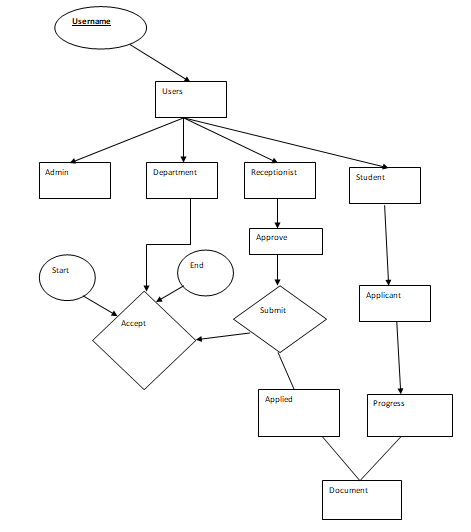 Username
Users
Admin
Department
Receptionist
Student
Approve
Start
End
Accept
Submit
Applicant
Applied
Progress
Document